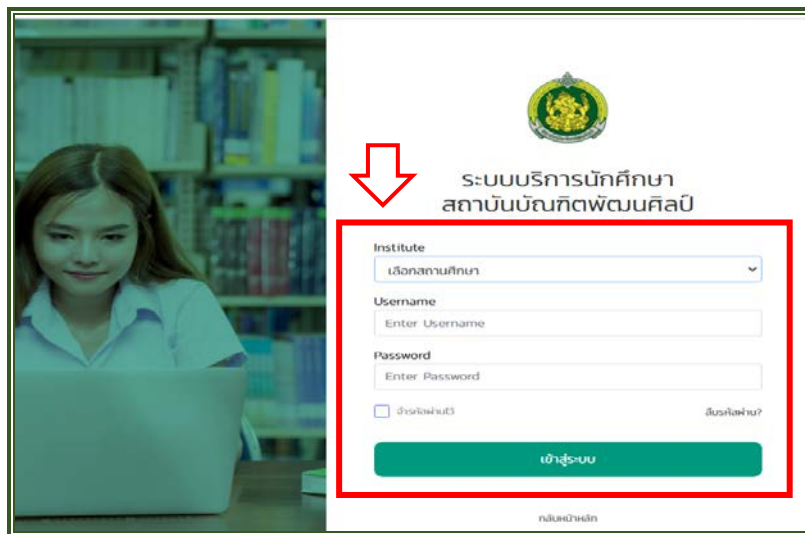 ระบบบริการนักศึกษา
สถาบันบัณฑิตพัฒนศิลป์
Institute
เลือกสถานศึกษา
Username
Enter Username
Password
Enter Password
จำรหัสผ่านไว้ ลืมรหัสผ่าน?
เข้าสู่ระบบ
กลับหน้าหลัก